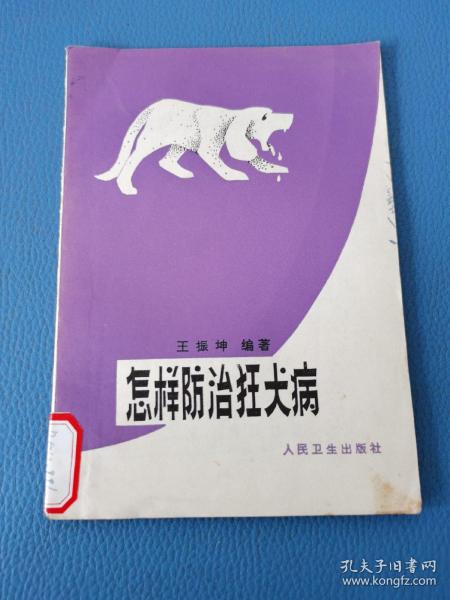 王振坤 编著
怎样防治狂犬病
人民卫生出版社
孔夫子旧书网
www.kongfz.com